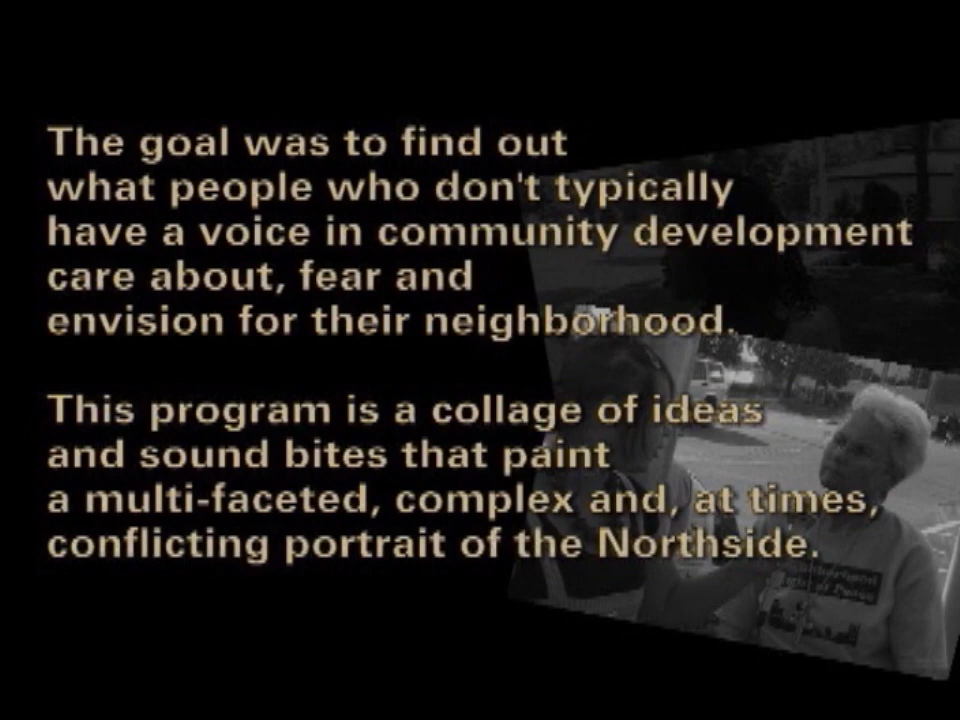 The goal was to find out
what people who don't typically
have a voice in community development
care about, fear and
envision for their neighborhood.
This program is a collage of ideas
and sound bites that paint
a multi-faceted, complex and, at times,
conflicting portrait of the Northside.